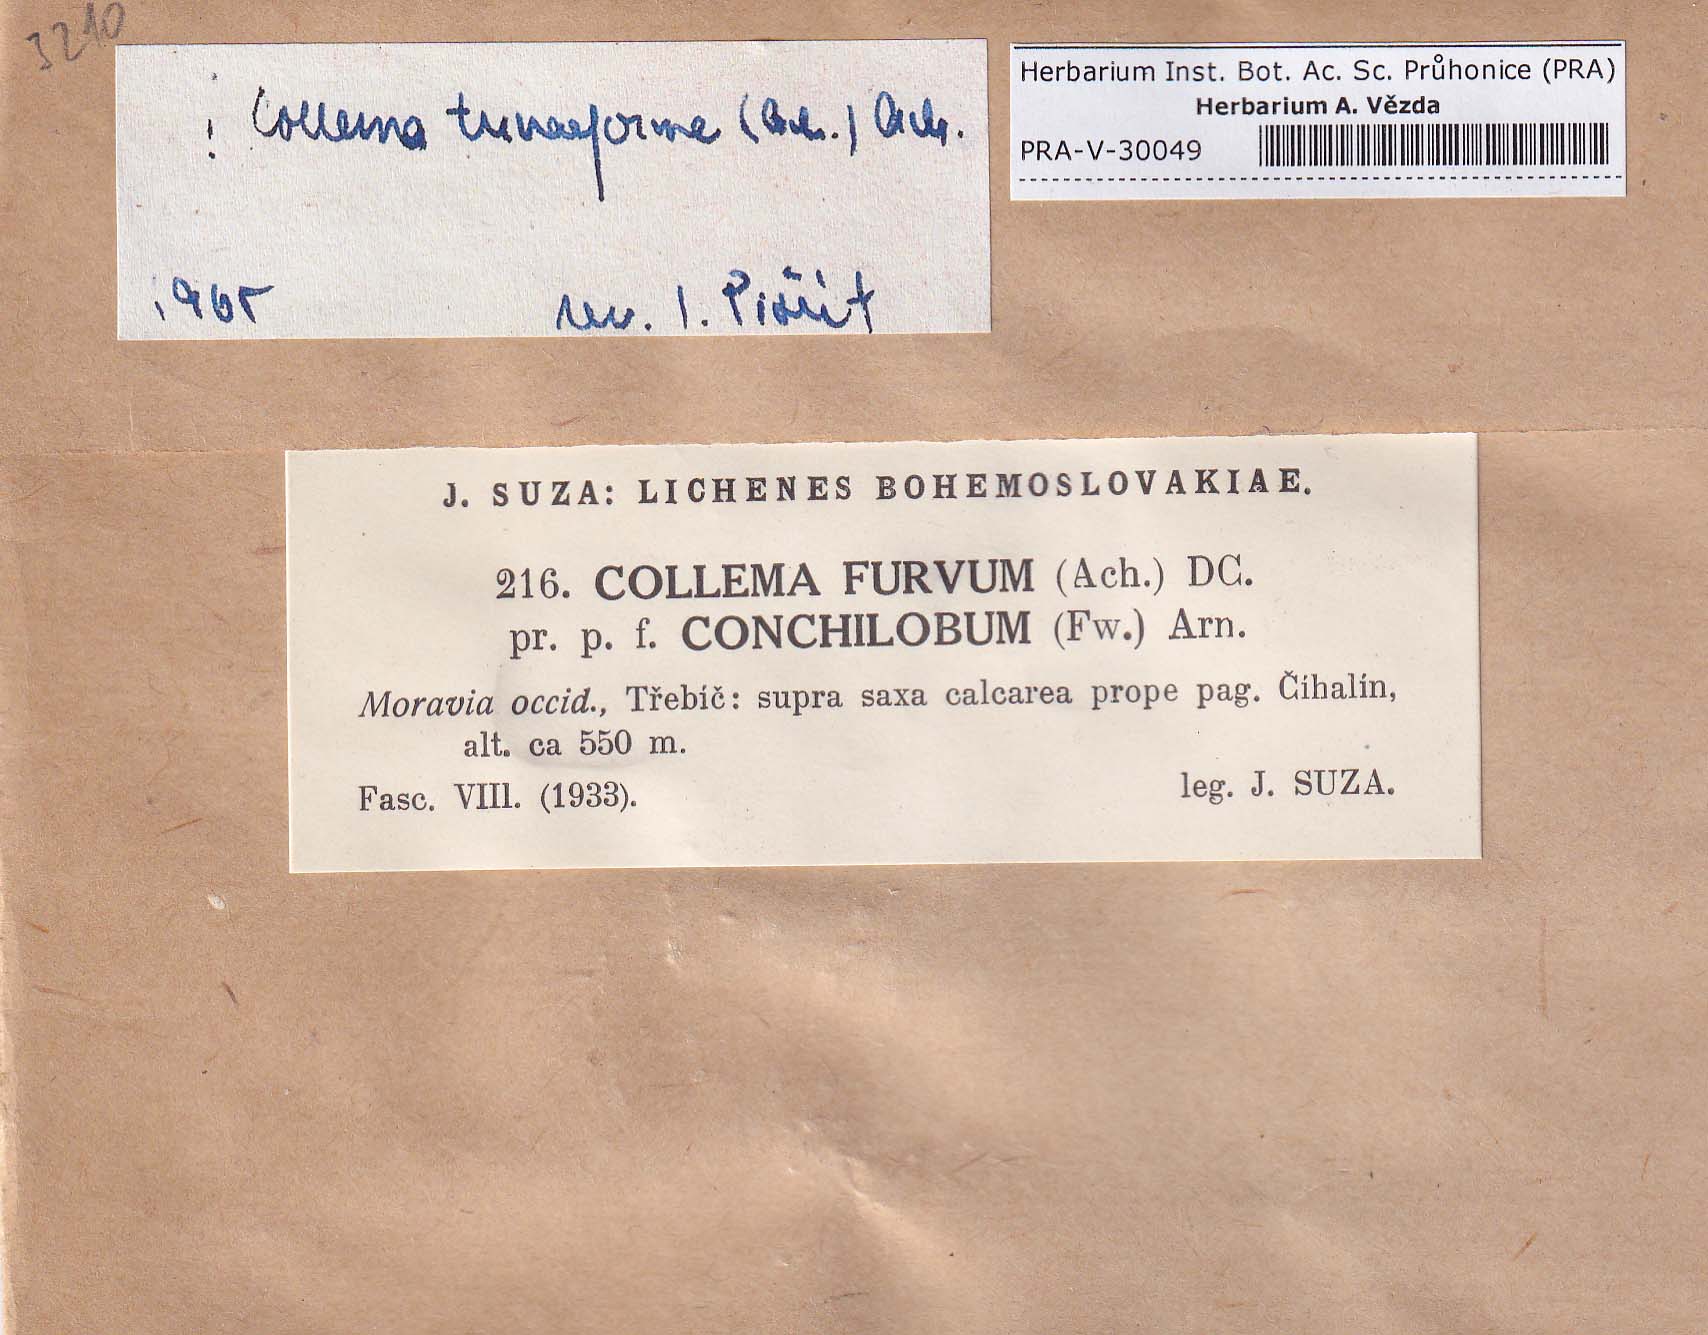 3210
! Collema tunaeforme (Ach.) Ach.
1965 rev. I. Pišút
Herbarium Inst. Bot. Ac. Sc. Průhonice (PRA)
Herbarium A. Vězda
PRA-V-30049
J. SUZA: LICHENES BOHEMOSLOVAKIAE.
216. COLLEMA FURVUM (Ach.) DC.
pr. p. f. CONCHILOBUM (Fw.) Arn.
Moravia occid., Třebíč: supra saxa calcarea prope pag. Číhalín,
alt. ca 550 m.
Fasc. VIII. (1933). leg. J. SUZA.